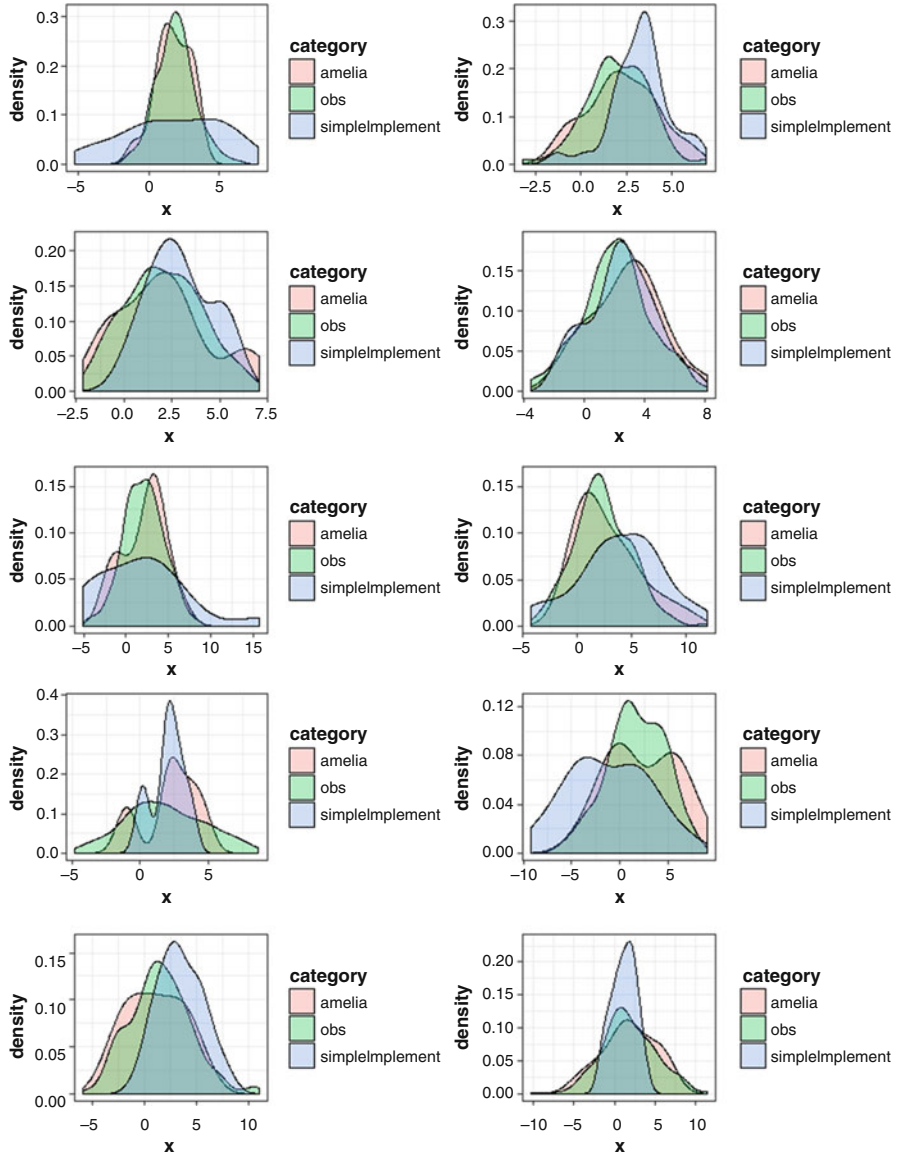 0.3
0.2
0.1
0.0
density
−5 0 5
x
category
amelia
obs
simpleImplement
0.3
0.2
0.1
0.0
density
−2.5 0.0 2.5 5.0
x
category
amelia
obs
simpleImplement
0.20
0.15
0.10
0.05
0.00
density
−2.5 0.0 2.5 5.0 7.5
x
category
amelia
obs
simpleImplement
0.15
0.10
0.05
0.00
density
−4 0 4 8
x
category
amelia
obs
simpleImplement
0.15
0.10
0.05
0.00
density
−5 0 5 10 15
x
category
amelia
obs
simpleImplement
0.15
0.10
0.05
0.00
density
−5 0 5 10
x
category
amelia
obs
simpleImplement
0.4
0.3
0.2
0.1
0.0
density
−5 0 5
x
category
amelia
obs
simpleImplement
0.12
0.08
0.04
0.00
density
−10 −5 0 5
x
category
amelia
obs
simpleImplement
0.15
0.10
0.05
0.00
density
−5 0 5 10
x
category
amelia
obs
simpleImplement
0.20
0.15
0.10
0.05
0.00
density
−10 −5 0 5 10
x
category
amelia
obs
simpleImplement